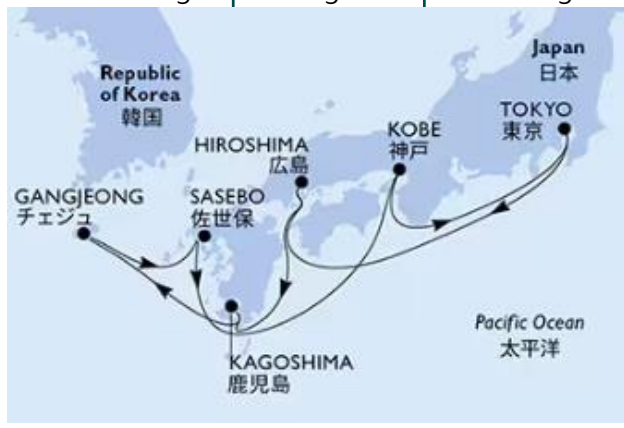 Republic
of Korea
韓国
Japan
日本
TOKYO
東京
KOBE
神戸
HIROSHIMA
広島
GANGJEONG
チェジュ
SASEBO
佐世保
Pacific Ocean
太平洋
KAGOSHIMA
鹿児島